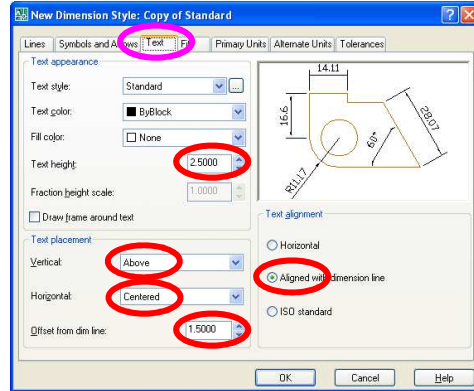 New Dimension Style: Copy of Standard
Lines Symbols and Arrows Text Fit Primary Units Alternate Units Tolerances
Text appearance
Text style: Standard ...
Text color: ByBlock
Fill color: None
Text height: 2.5000
Fraction height scale: 1.0000
Draw frame around text
Text placement
Vertical: Above
Horizontal: Centered
Offset from dim line: 1.5000
14.11
16.6
28.07
60°
R11.17
Text alignment
Horizontal
Aligned with dimension line
ISO standard
OK Cancel Help